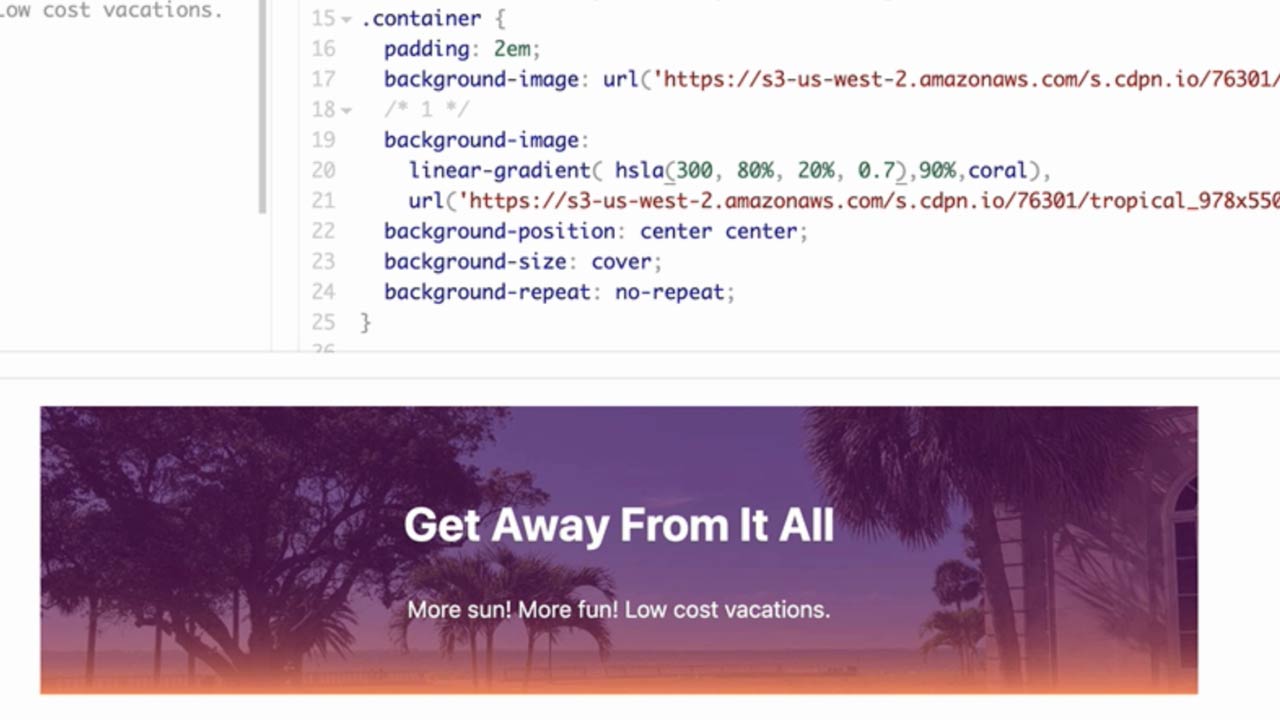 Low cost vacations.
15 .container {
16 padding: 2em;
17 background-image: url('https://s3-us-west-2.amazonaws.com/s.cdpn.io/76301/
18 /* 1 */
19 background-image:
20 linear-gradient( hsla(300, 80%, 20%, 0.7),90%,coral),
21 url('https://s3-us-west-2.amazonaws.com/s.cdpn.io/76301/tropical_978x550
22 background-position: center center;
23 background-size: cover;
24 background-repeat: no-repeat;
25 }
26
Get Away From It All
More sun! More fun! Low cost vacations.